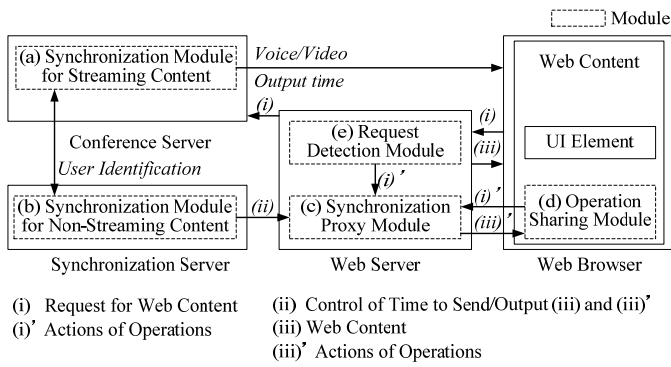 Module
(a) Synchronization Module
for Streaming Content
Voice/Video
Output time
Web Content
(i)
(i)
(e) Request
Detection Module
(iii)
UI Element
Conference Server
User Identification
(i)’
(i)’
(b) Synchronization Module
for Non-Streaming Content
(ii)
(c) Synchronization
Proxy Module
(iii)’
(d) Operation
Sharing Module
Synchronization Server
Web Server
Web Browser
(i) Request for Web Content
(i)’ Actions of Operations
(ii) Control of Time to Send/Output (iii) and (iii)’
(iii) Web Content
(iii)’ Actions of Operations